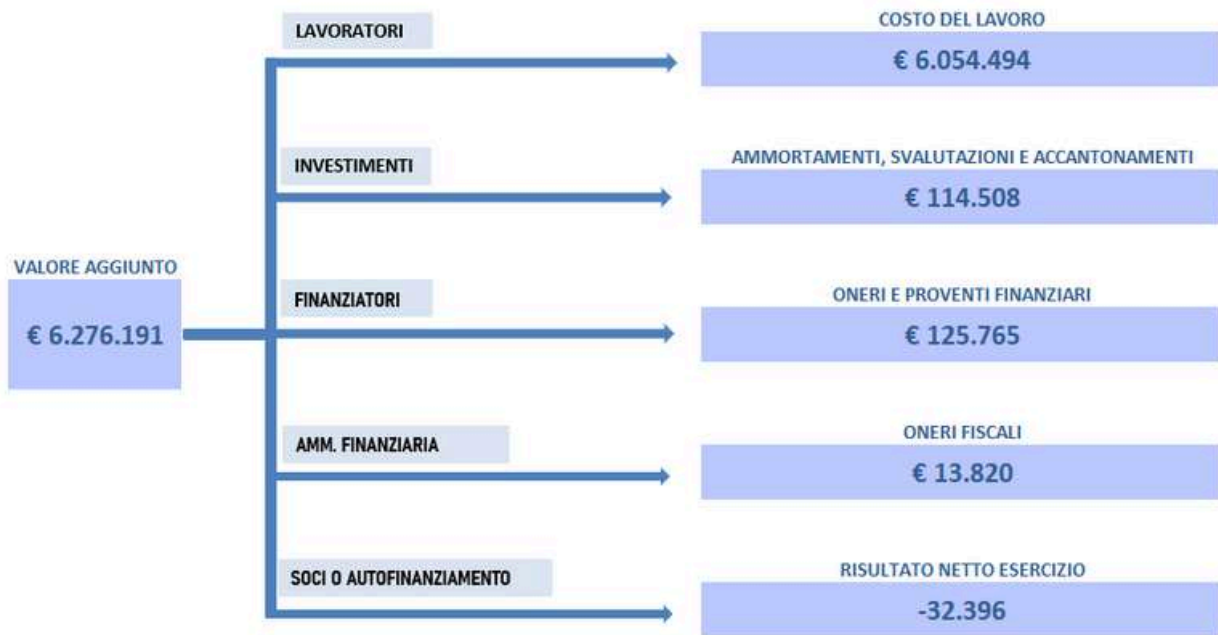 LAVORATORI
COSTO DEL LAVORO
€ 6.054.494
INVESTIMENTI
AMMORTAMENTI, SVALUTAZIONI E ACCANTONAMENTI
€ 114.508
VALORE AGGIUNTO
€ 6.276.191
FINANZIATORI
ONERI E PROVENTI FINANZIARI
€ 125.765
AMM. FINANZIARIA
ONERI FISCALI
€ 13.820
SOCI O AUTOFINANZIAMENTO
RISULTATO NETTO ESERCIZIO
-32.396